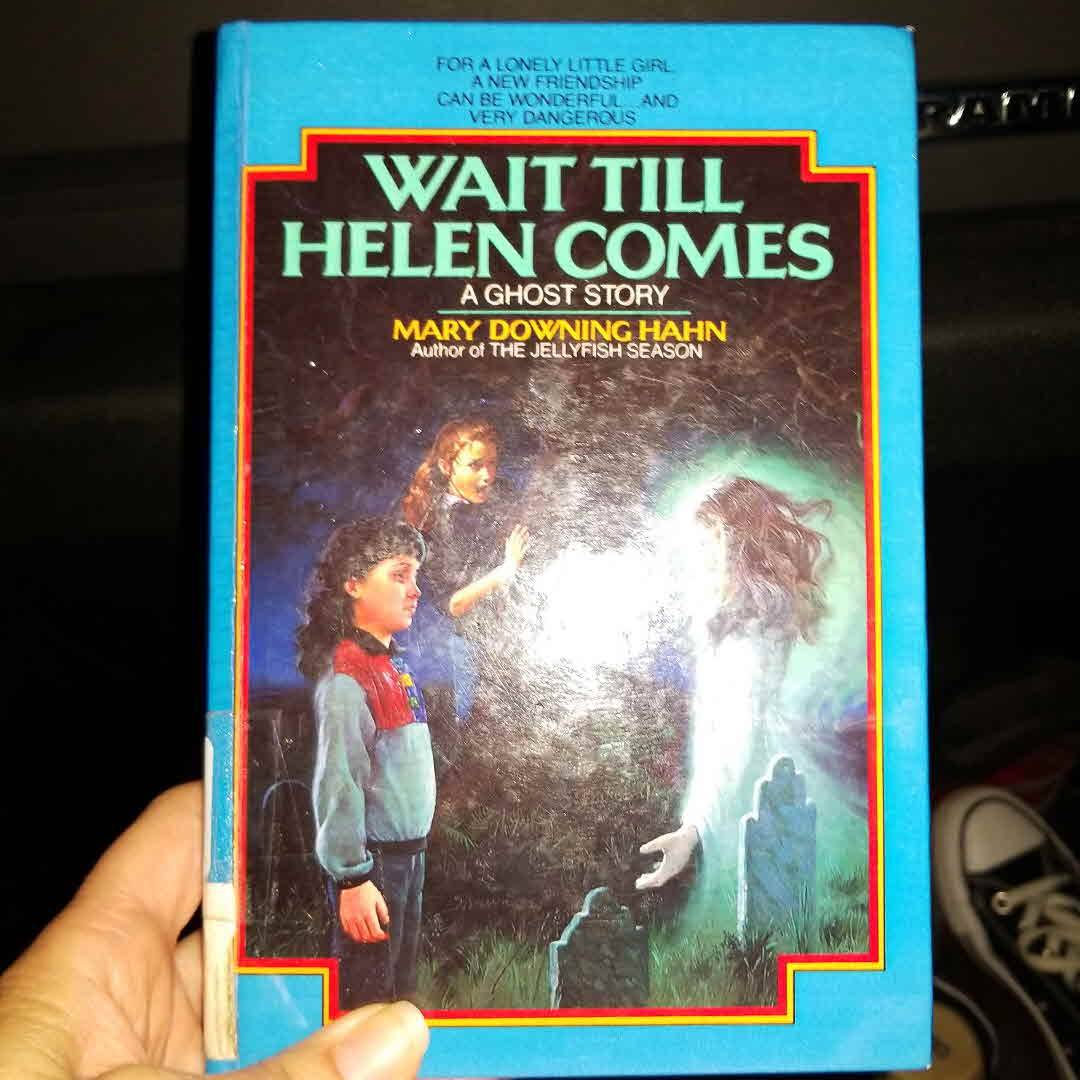 FOR A LONELY LITTLE GIRL,
A NEW FRIENDSHIP
CAN BE WONDERFUL...AND
VERY DANGEROUS
WAIT TILL
HELEN COMES
A GHOST STORY
MARY DOWNING HAHN
Author of THE JELLYFISH SEASON